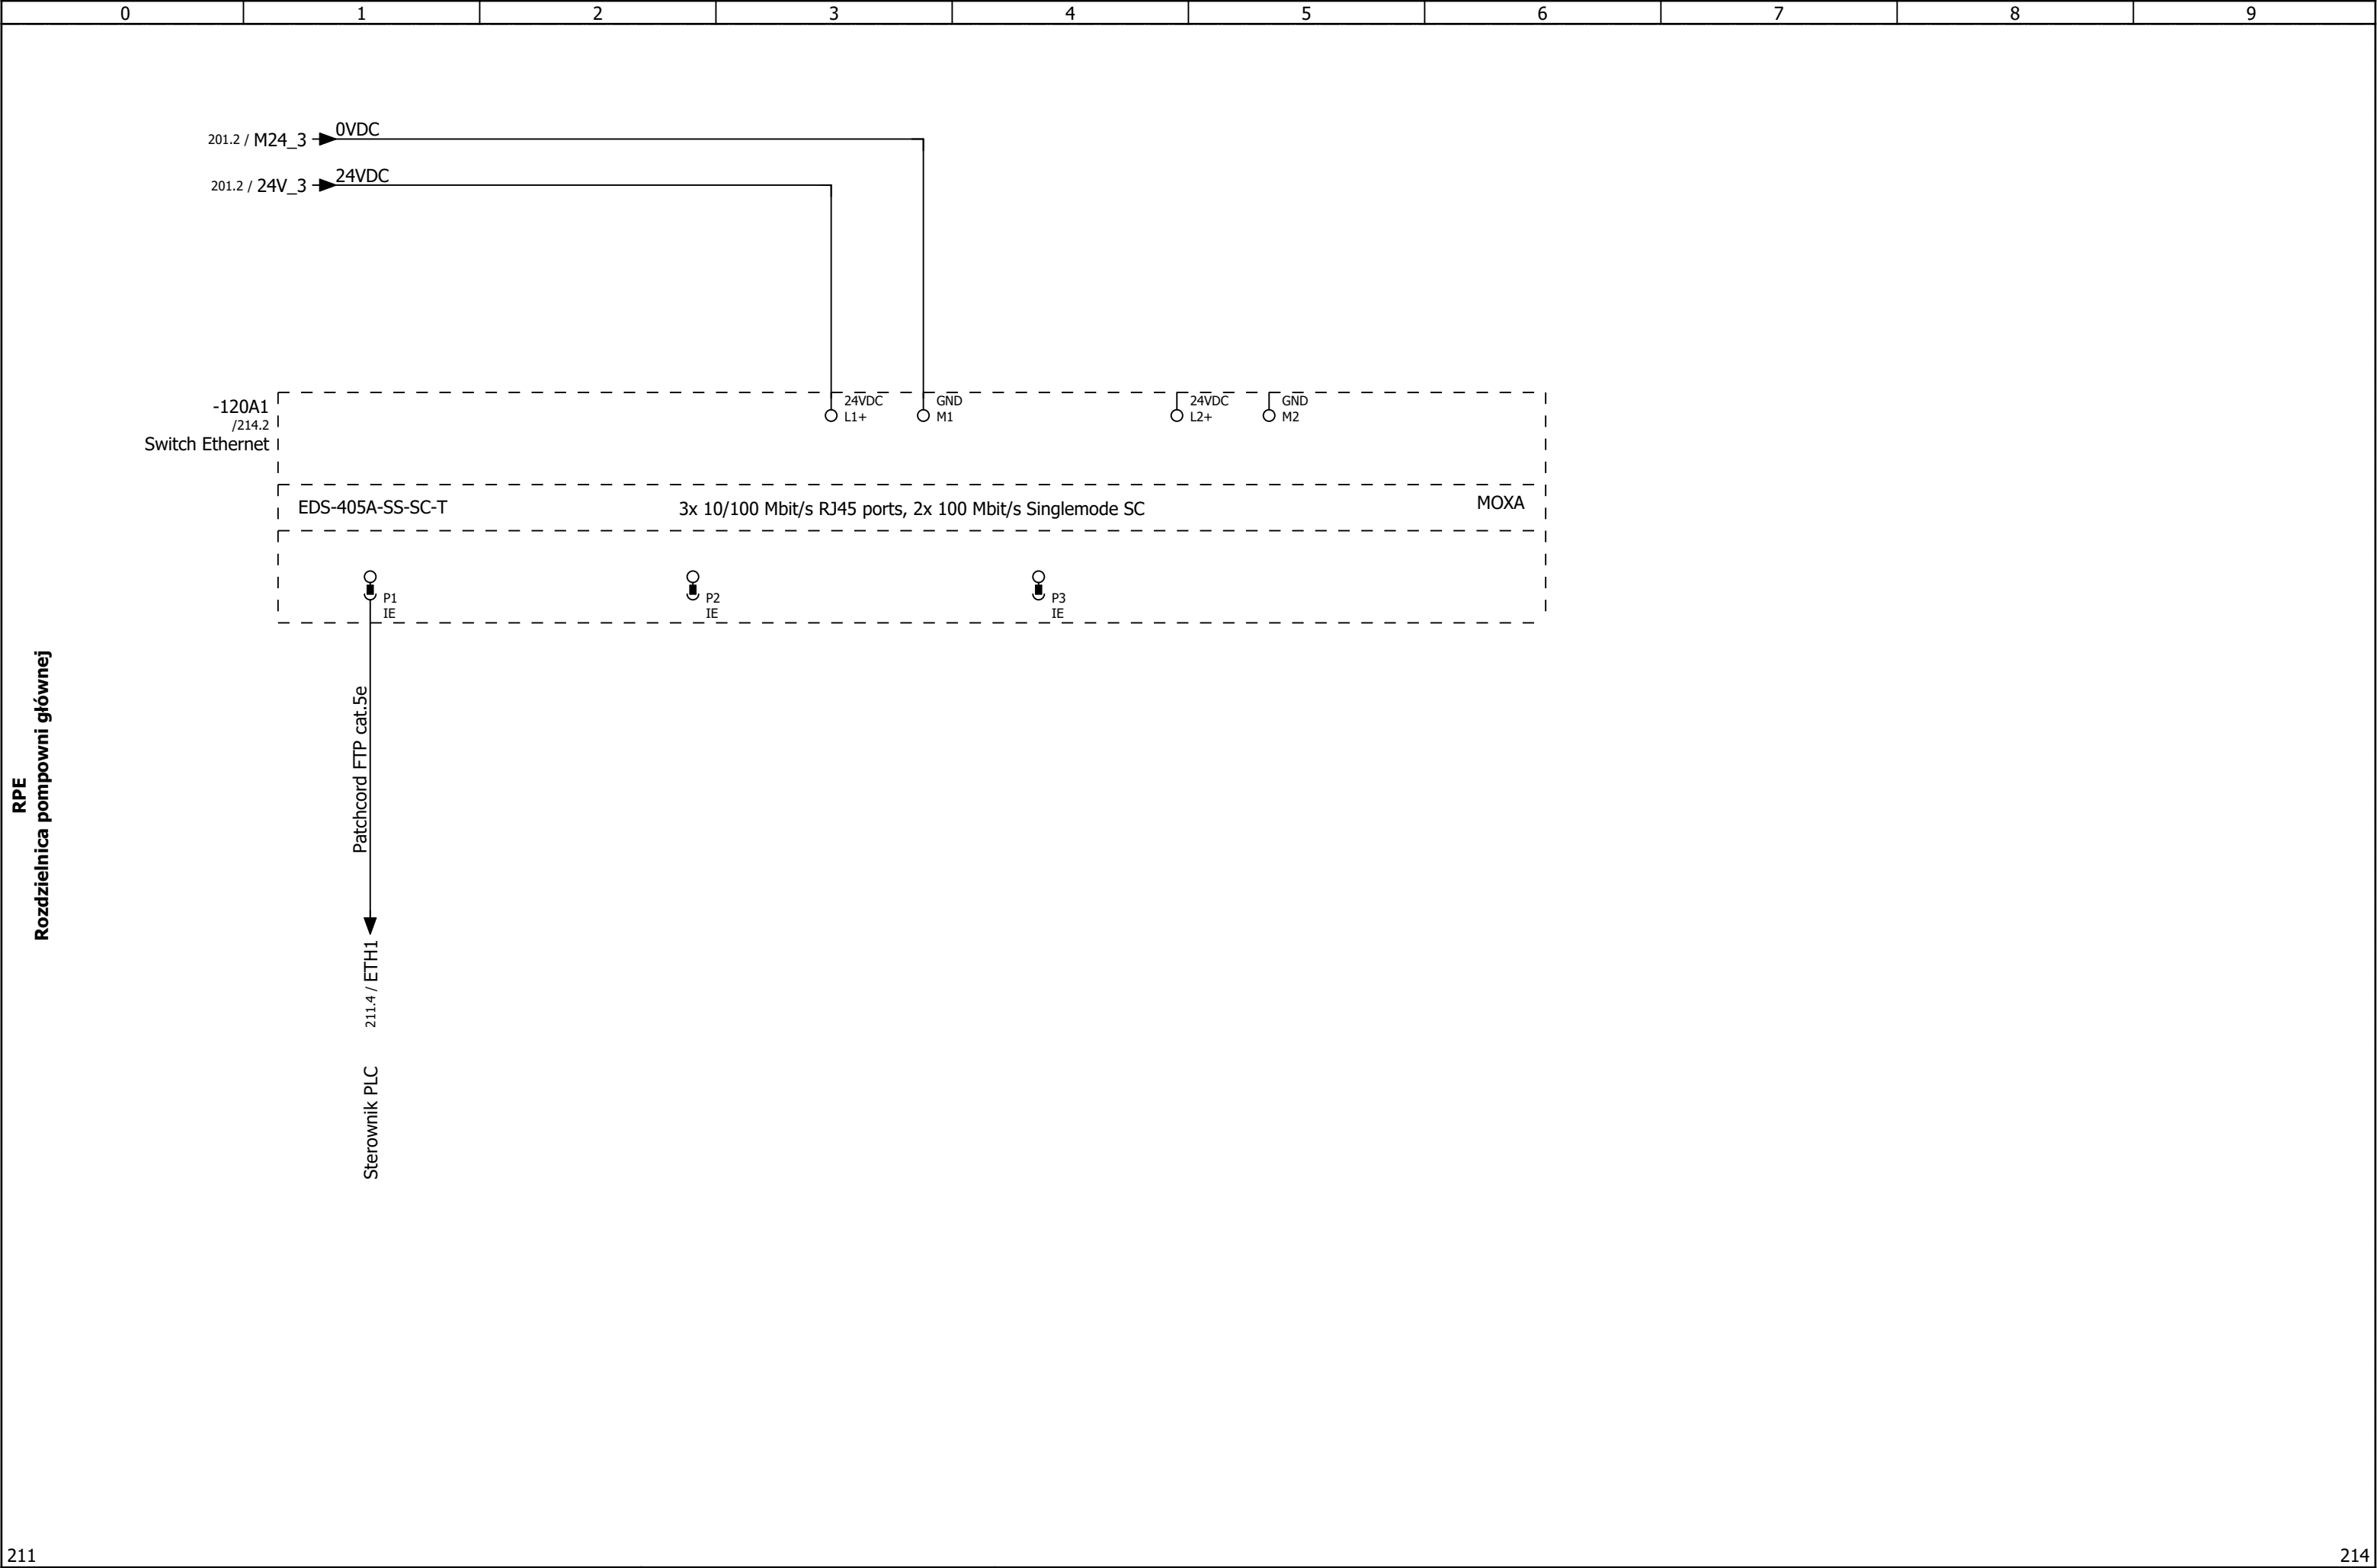 0 1 2 3 4 5 6 7 8 9
201.2 / M24_3 0VDC
201.2 / 24V_3 24VDC
-120A1
/214.2
Switch Ethernet
24VDC
L1+
GND
M1
24VDC
L2+
GND
M2
EDS-405A-SS-SC-T
3x 10/100 Mbit/s RJ45 ports, 2x 100 Mbit/s Singlemode SC
MOXA
P1
IE
P2
IE
P3
IE
Patchcord FTP cat.5e
211.4 / ETH1
Sterownik PLC
RPE
Rozdzielnica pompowni głównej
211
214